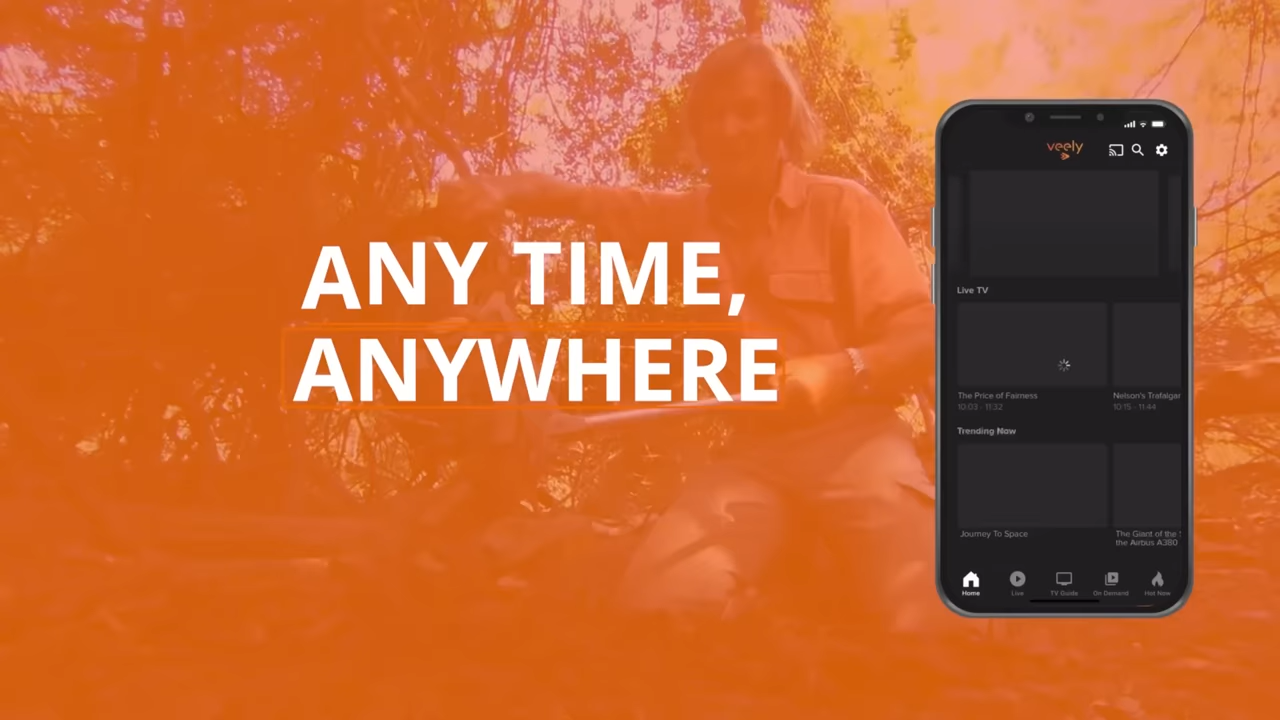 ANY TIME,
ANYWHERE
veely
Live TV
The Price of Fairness
10:03 - 11:32
Nelson's Trafalgar
10:15 - 11:44
Trending Now
Journey To Space
The Giant of the
the Airbus A380
Home
Live
TV Guide
On Demand
Hot Now